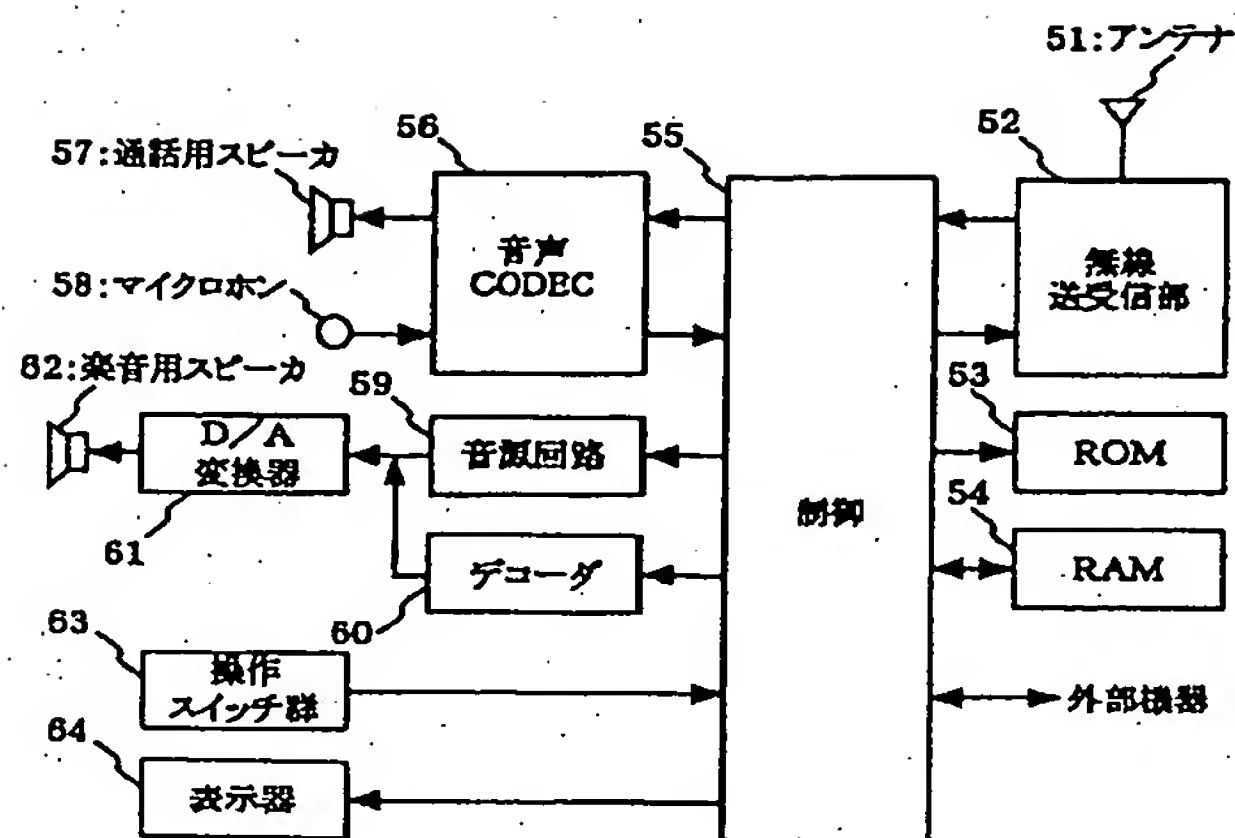 51:アンテナ
56
55
52
57:通話用スピーカ
音声
CODEC
無線
送受信部
58:マイクロホン
62:楽音用スピーカ
59
53
D/A
変換器
音源回路
ROM
制御
54
61
デコーダ
RAM
63
60
操作
スイッチ群
外部機器
64
表示器